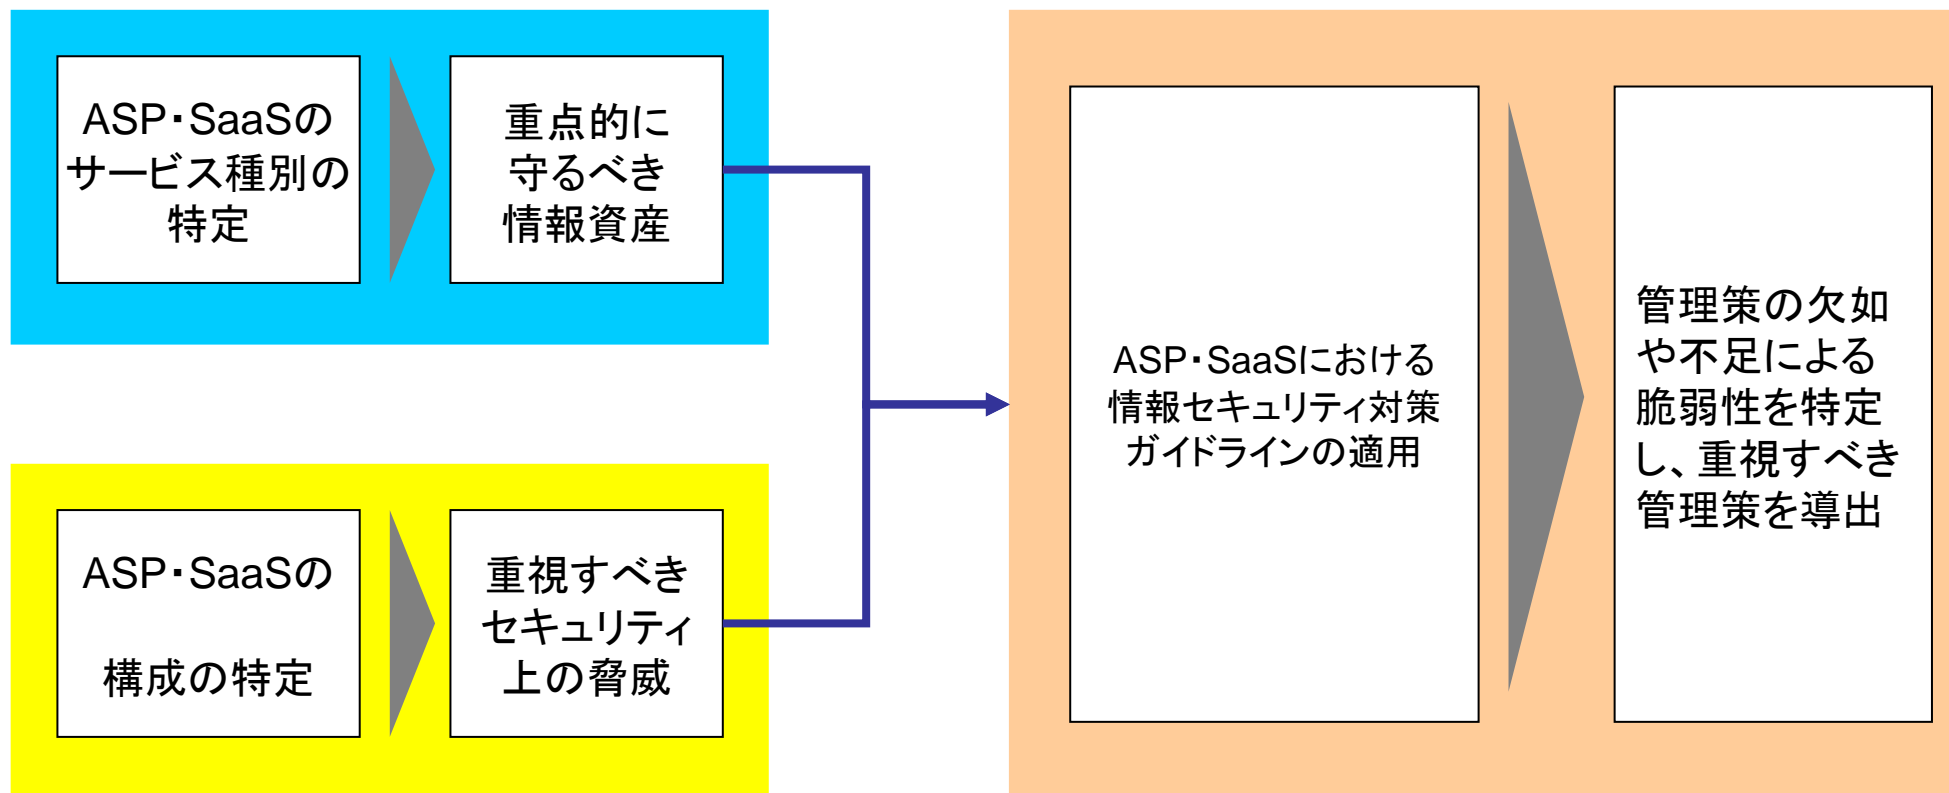 ASP・SaaSの
サービス種別の
特定
重点的に
守るべき
情報資産
ASP・SaaSの
構成の特定
重視すべき
セキュリティ
上の脅威
ASP・SaaSにおける
情報セキュリティ対策
ガイドラインの適用
管理策の欠如
や不足による
脆弱性を特定
し、重視すべき
管理策を導出